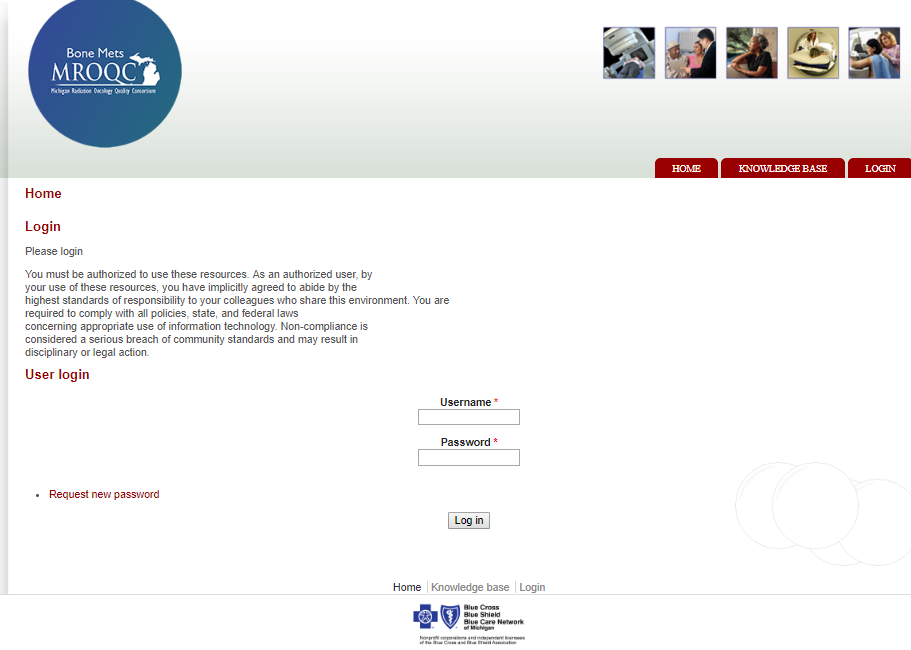 Bone Mets
MROQC
Michigan Radiation Oncology Quality Consortium
HOME
KNOWLEDGE BASE
LOGIN
Home
Login
Please login
You must be authorized to use these resources. As an authorized user, by
your use of these resources, you have implicitly agreed to abide by the
highest standards of responsibility to your colleagues who share this environment. You are
required to comply with all policies, state, and federal laws
concerning appropriate use of information technology. Non-compliance is
considered a serious breach of community standards and may result in
disciplinary or legal action.
User login
Username *
Password *
• Request new password
Log in
Home
Knowledge base
Login
Blue Cross
Blue Shield
Blue Care Network
of Michigan
Nonprofit corporations and independent licensees
of the Blue Cross and Blue Shield Association